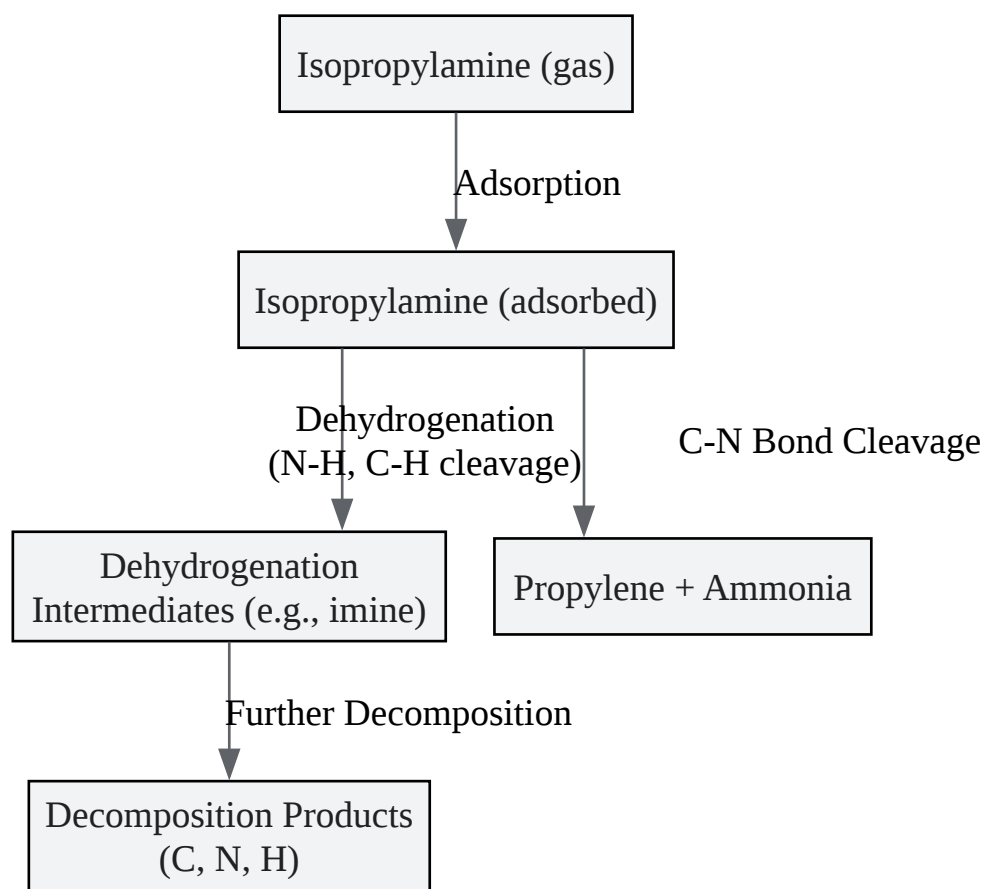 Isopropylamine (gas)
Adsorption
Isopropylamine (adsorbed)
Dehydrogenation
(N-H, C-H cleavage)
C-N Bond Cleavage
Dehydrogenation
Intermediates (e.g., imine)
Propylene + Ammonia
Further Decomposition
Decomposition Products
(C, N, H)